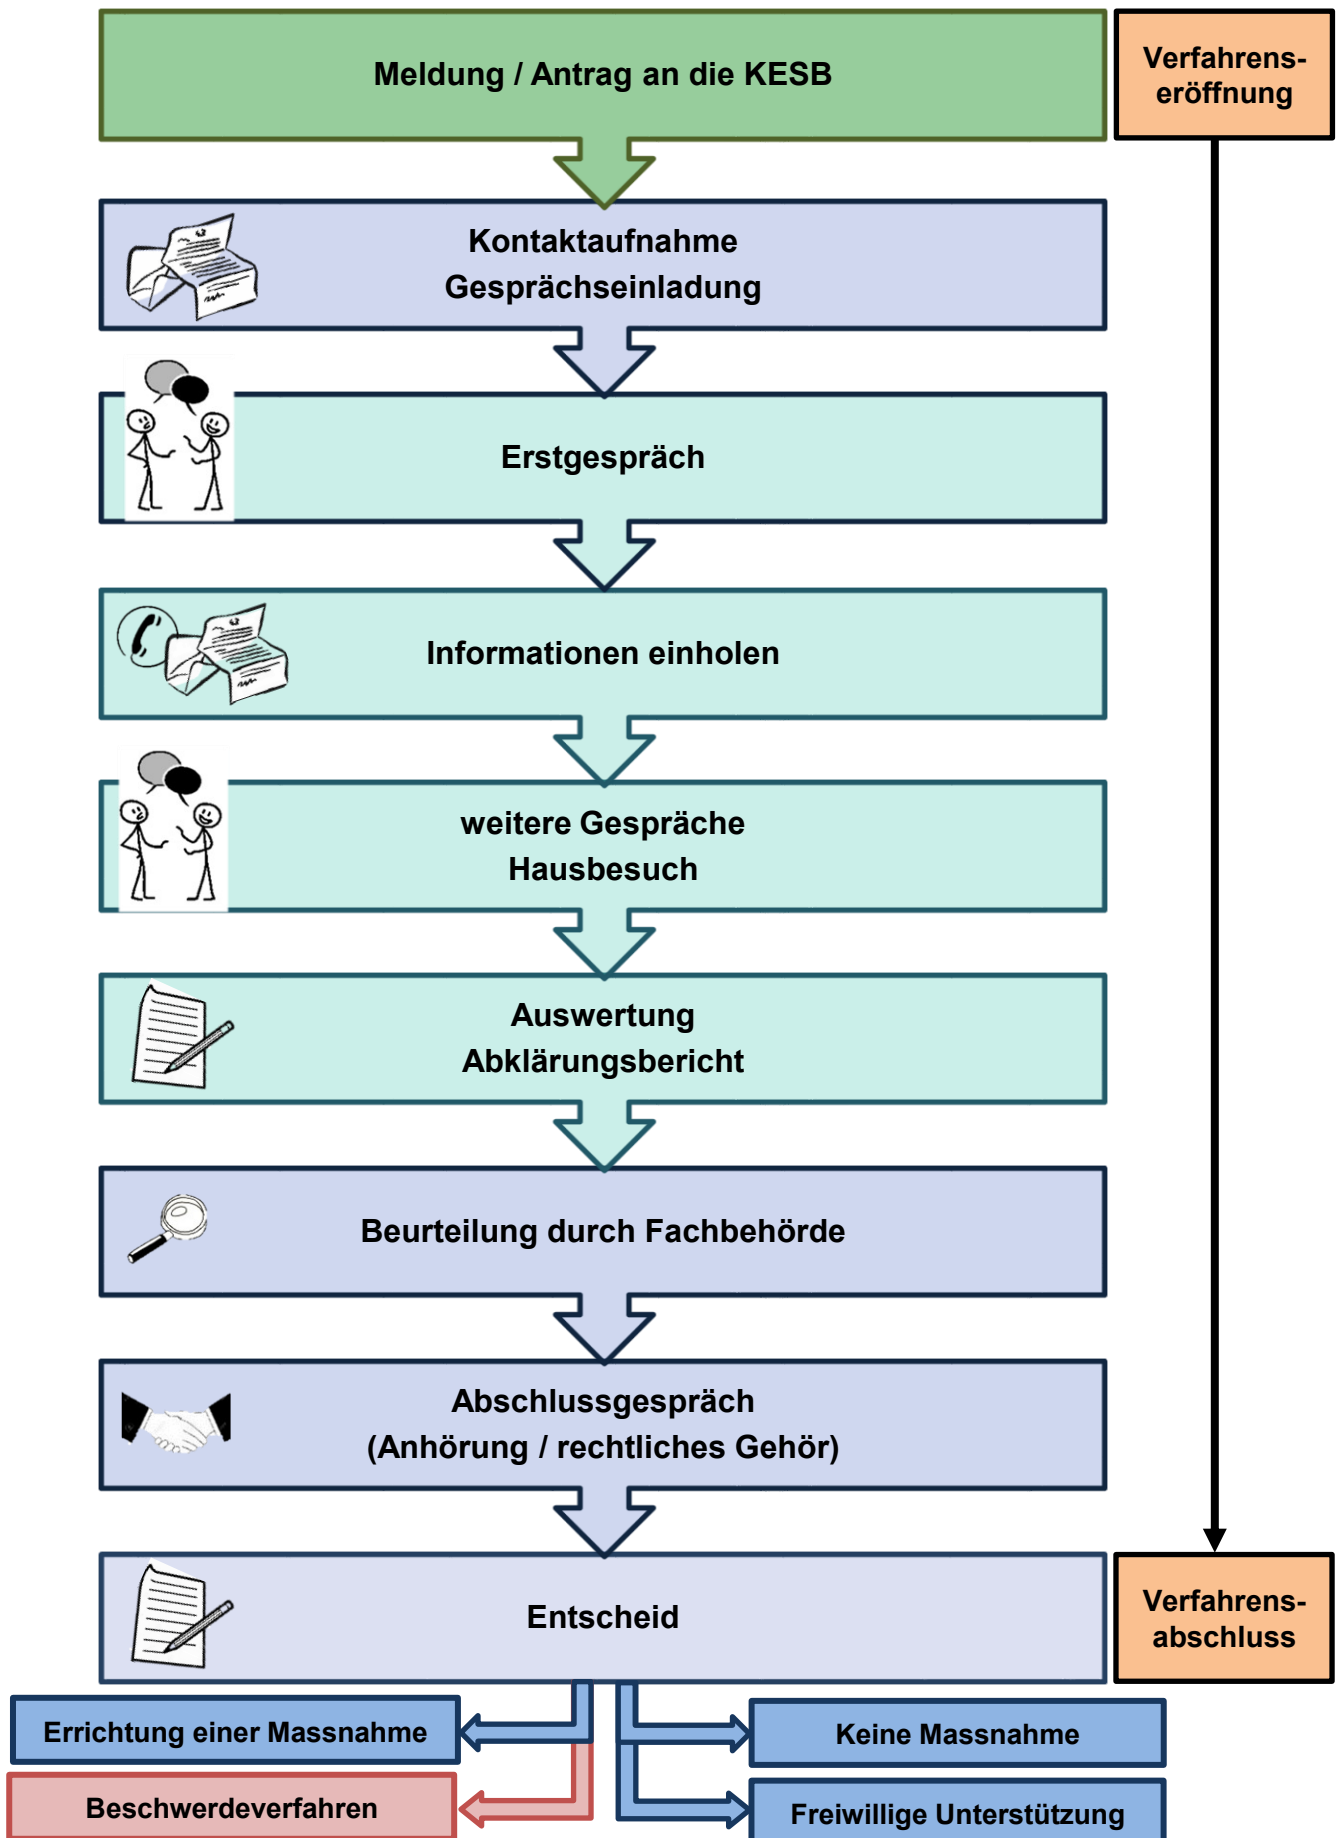 Meldung / Antrag an die KESB
Verfahrens-
eröffnung
Kontaktaufnahme
Gesprächseinladung
Erstgespräch
Informationen einholen
weitere Gespräche
Hausbesuch
Auswertung
Abklärungsbericht
Beurteilung durch Fachbehörde
Abschlussgespräch
(Anhörung / rechtliches Gehör)
Entscheid
Verfahrens-
abschluss
Errichtung einer Massnahme
Keine Massnahme
Beschwerdeverfahren
Freiwillige Unterstützung